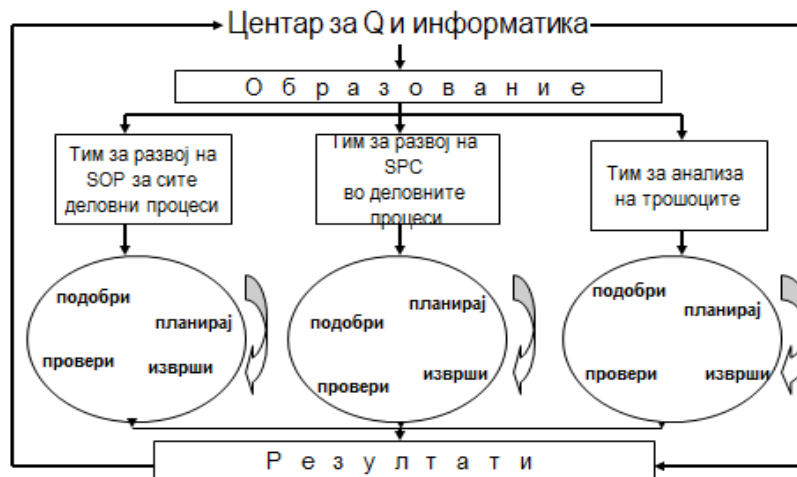 Центар за Q и информатика
О б р а з о в а н и е
Тим за развој на
SOP за сите
деловни процеси
Тим за развој на
SPC
во деловните
процеси
Тим за анализа
на трошоците
подобри
планирај
провери
изврши
подобри
планирај
провери
изврши
подобри
планирај
провери
изврши
Р е з у л т а т и